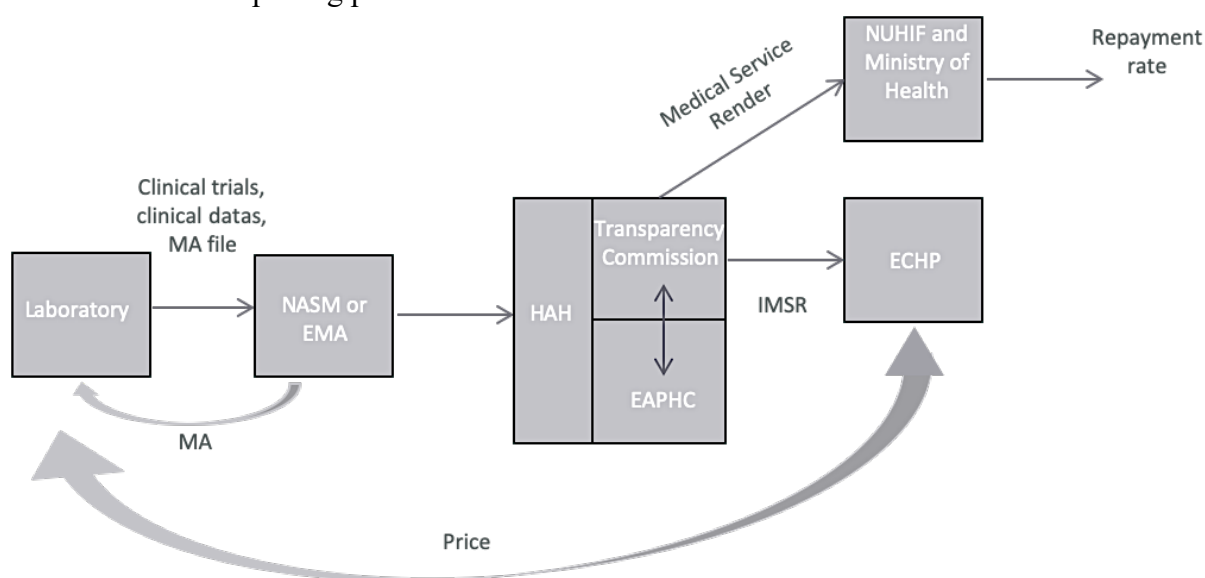 NUHIF and
Ministry of
Health
Repayment
rate
Medical Service
Render
Clinical trials,
clinical datas,
MA file
Laboratory
NASM or
EMA
HAH
Transparency
Commission
ECHP
IMSR
EAPHC
MA
Price